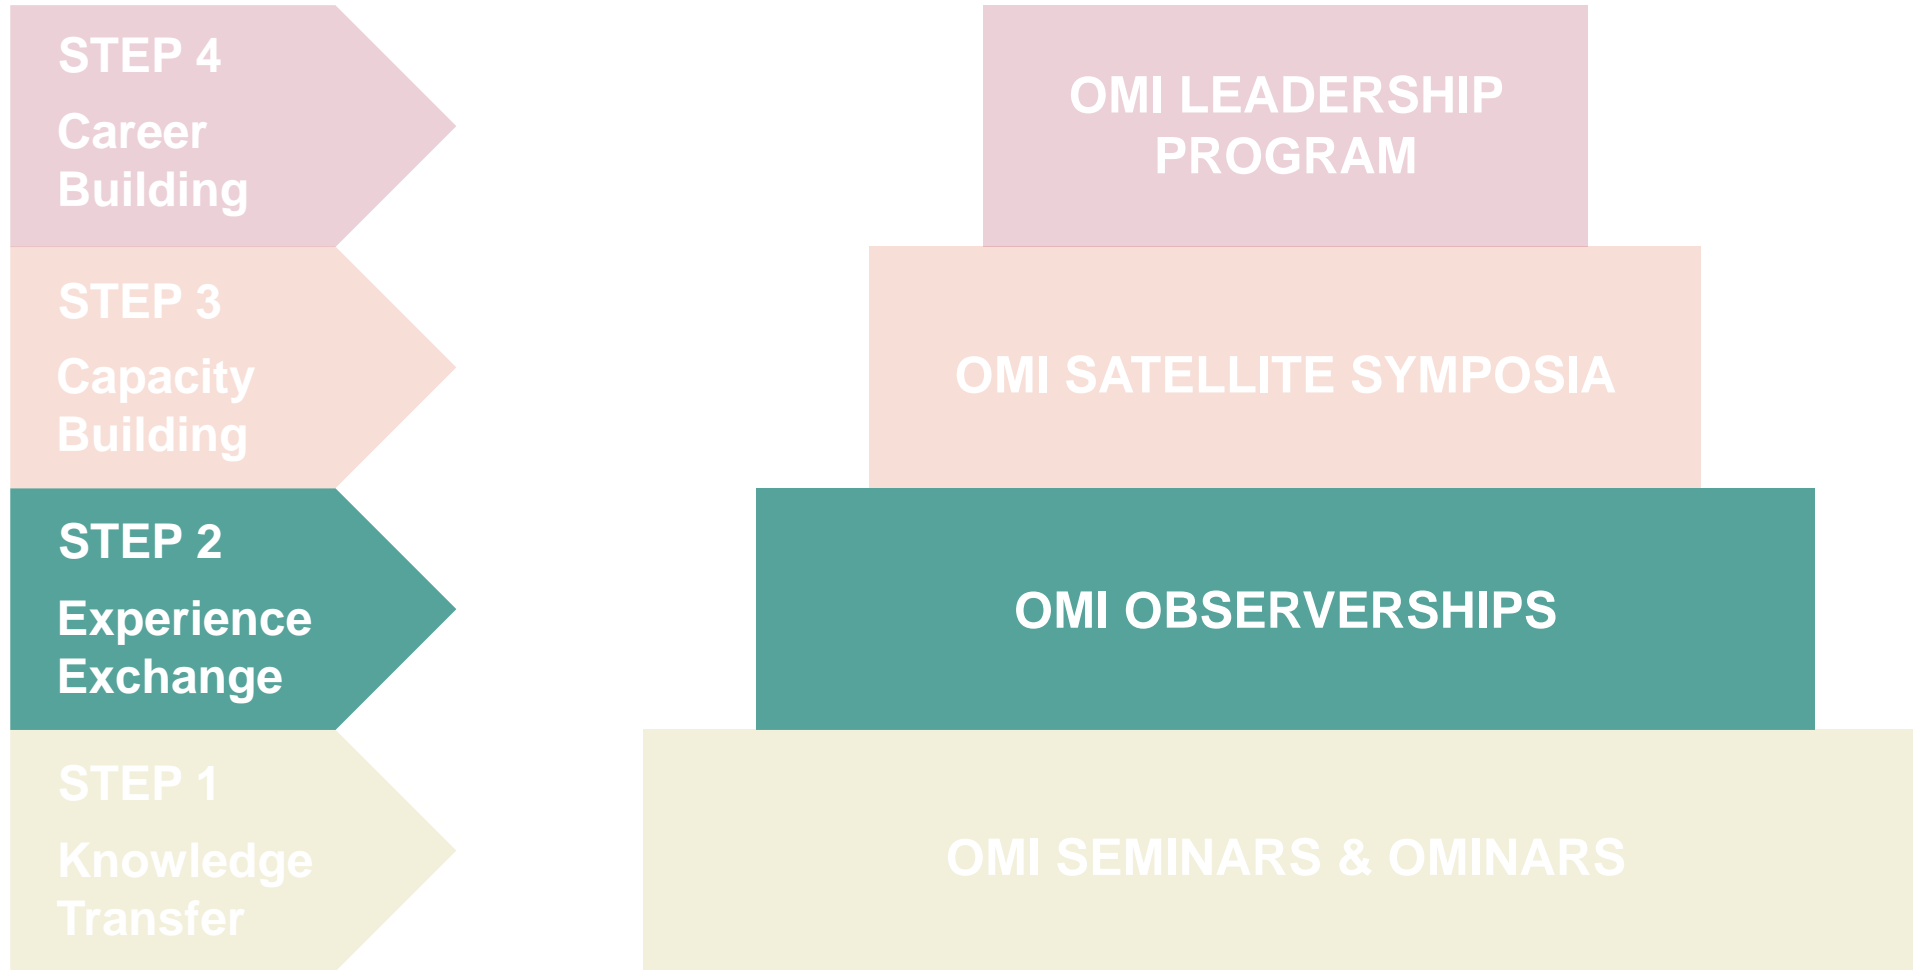 STEP 4
Career
Building
OMI LEADERSHIP
PROGRAM
STEP 3
Capacity
Building
OMI SATELLITE SYMPOSIA
STEP 2
Experience
Exchange
OMI OBSERVERSHIPS
STEP 1
Knowledge
Transfer
OMI SEMINARS & OMINARS